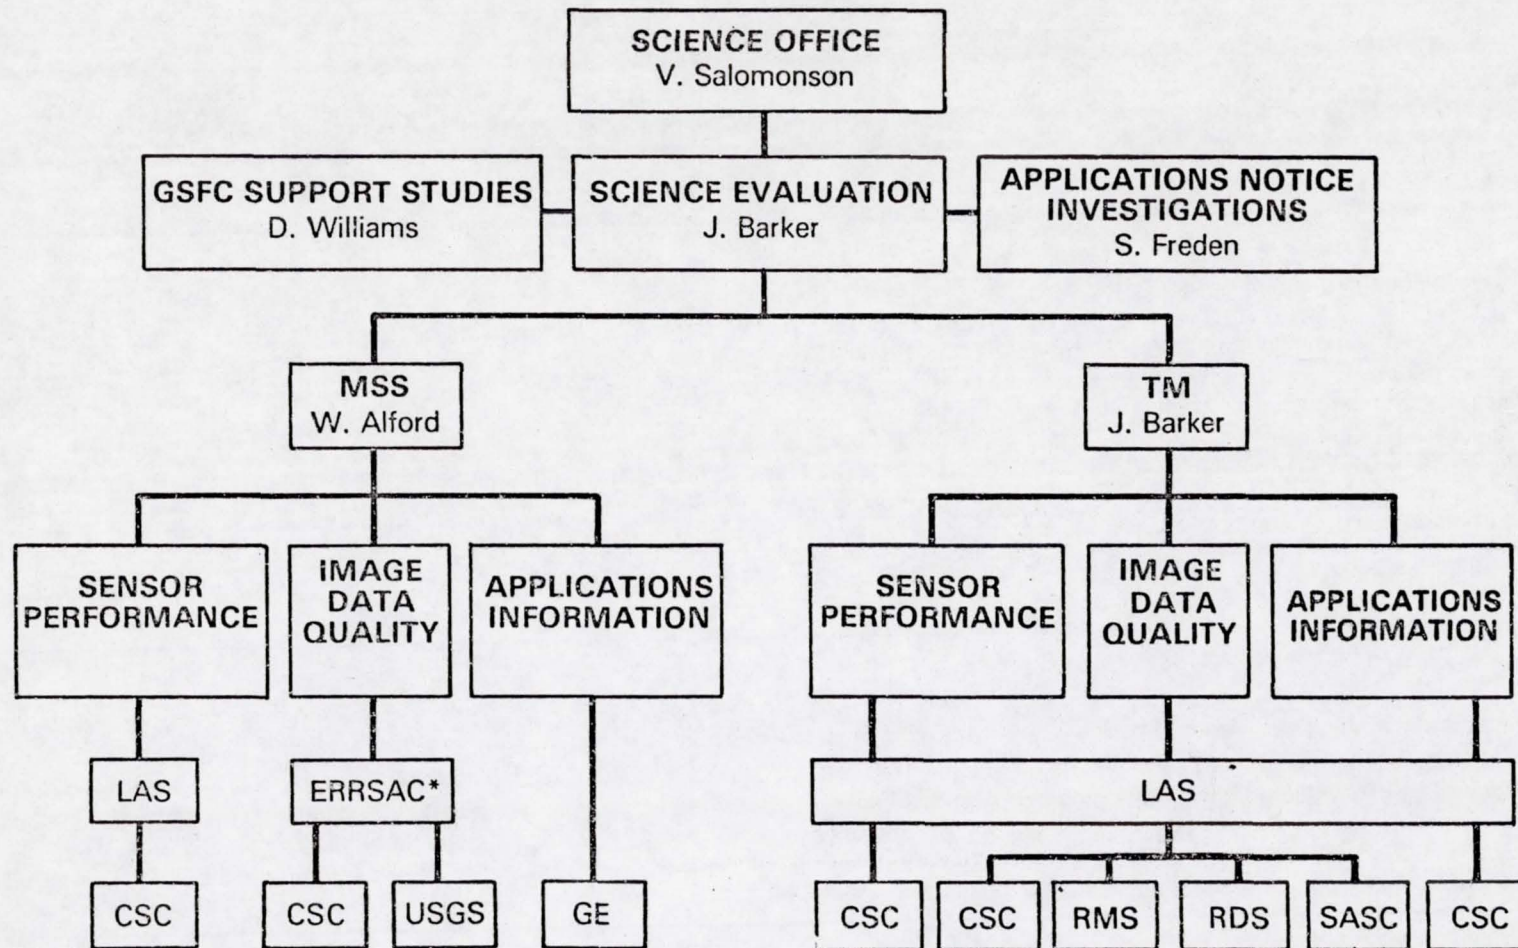 SCIENCE OFFICE
V. Salomonson
GSFC SUPPORT STUDIES
D. Williams
SCIENCE EVALUATION
J. Barker
APPLICATIONS NOTICE
INVESTIGATIONS
S. Freden
MSS
W. Alford
TM
J. Barker
SENSOR
PERFORMANCE
IMAGE
DATA
QUALITY
APPLICATIONS
INFORMATION
SENSOR
PERFORMANCE
IMAGE
DATA
QUALITY
APPLICATIONS
INFORMATION
LAS
ERRSAC*
LAS
CSC
CSC
USGS
GE
CSC
CSC
RMS
RDS
SASC
CSC